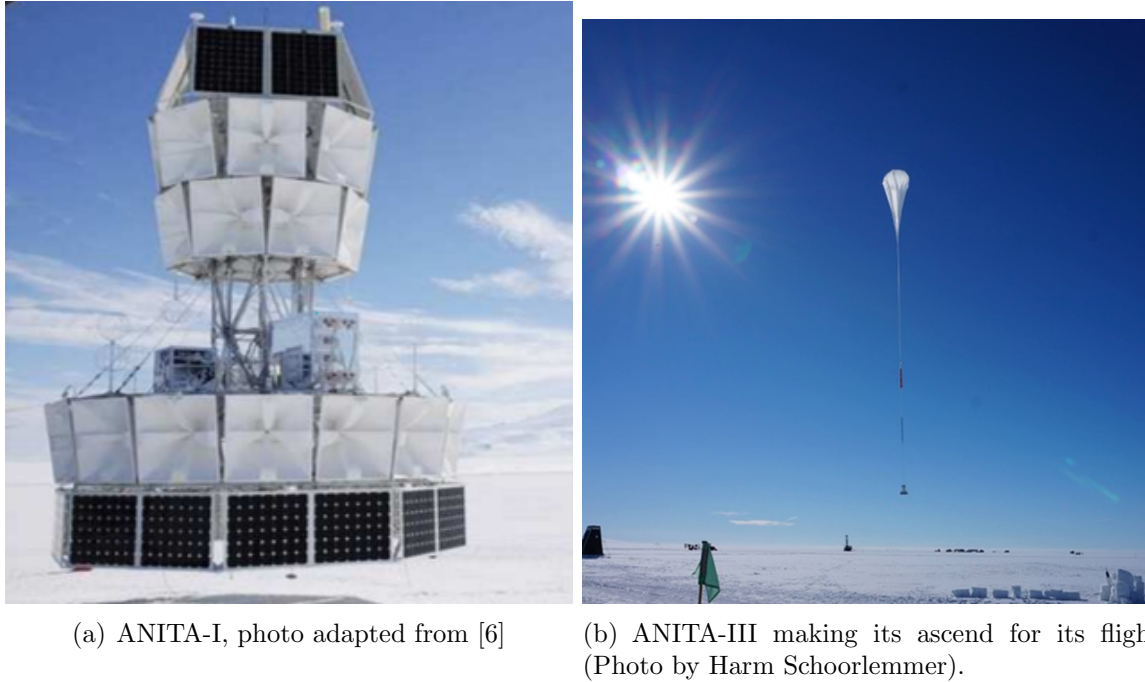 (a) ANITA-I, photo adapted from [6]
(b) ANITA-III making its ascend for its fligh
(Photo by Harm Schoorlemmer).